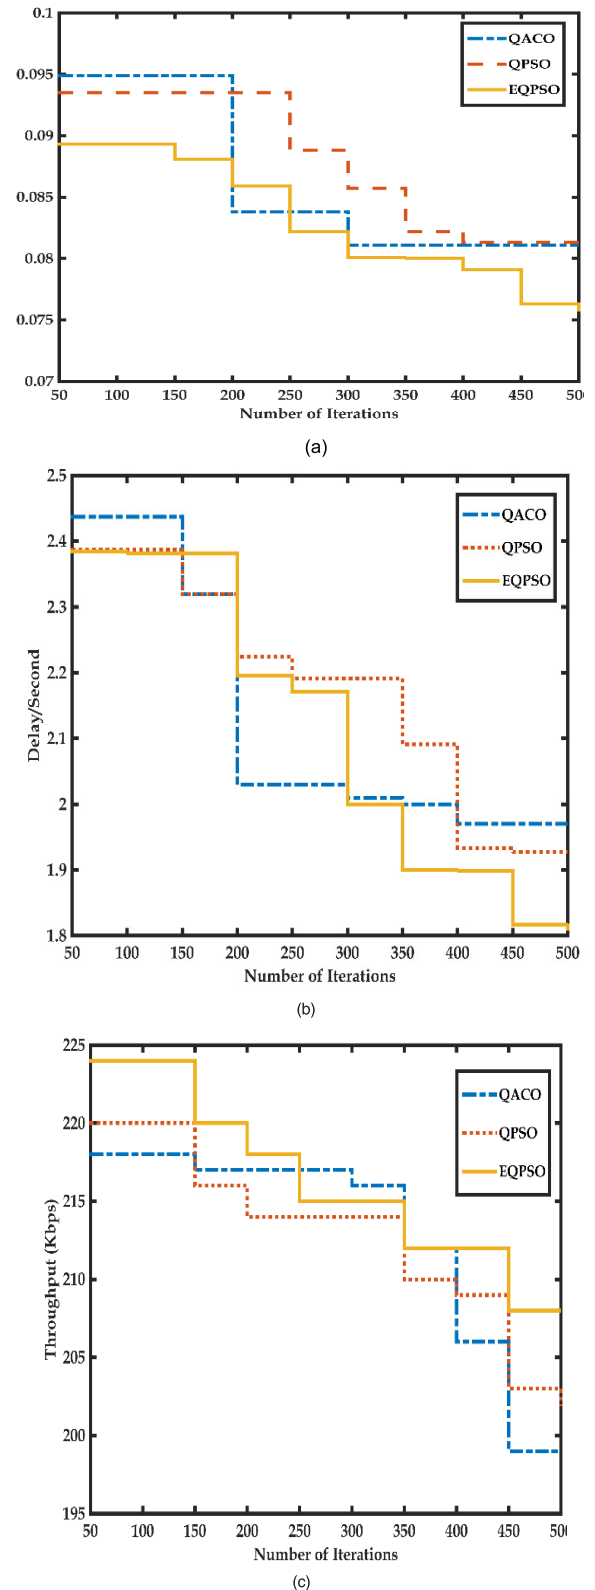 0.1
0.095
0.09
0.085
0.08
0.075
0.07
QACO
QPSO
EQPSO
50 100 150 200 250 300 350 400 450 500
Number of Iterations
(a)
2.5
2.4
2.3
2.2
2.1
2
1.9
1.8
Delay/Second
QACO
QPSO
EQPSO
50 100 150 200 250 300 350 400 450 500
Number of Iterations
(b)
225
220
215
210
205
200
195
Throughput (Kbps)
QACO
QPSO
EQPSO
50 100 150 200 250 300 350 400 450 500
Number of Iterations
(c)